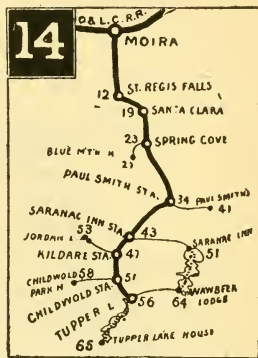 14
O & L. C. R.R.
MOIRA
12 ST. REGIS FALLS
19 SANTA CLARA
23 SPRING COVE
BLUE M'T'N H
27
PAUL SMITH STA.
34 PAUL SMITH'S
41
SARANAC INN STA.
53 43 SARANAC INN
JORDAN L 51
47
KILDARE STA.
CHILDWOLD 58
PARK H 51
CHILDWOLD STA. 64 WAWBEEK
LODGE
56
TUPPER L
65 TUPPER LAKE HOUSE